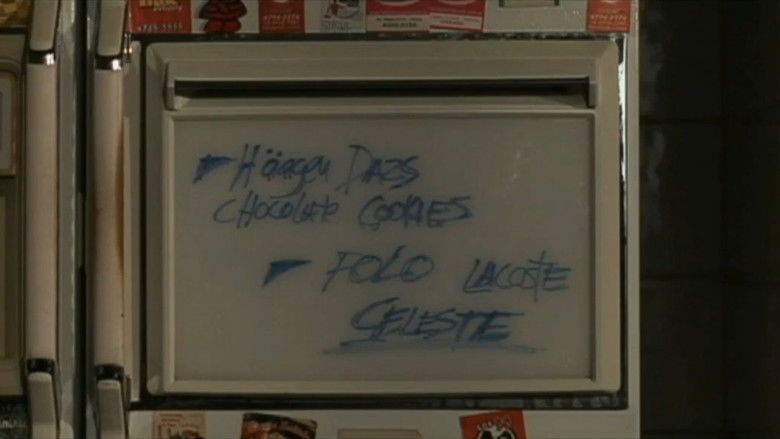 Häagen Dazs
CHOCOLATE COOKIES
POLO LACOSTE
CELESTE